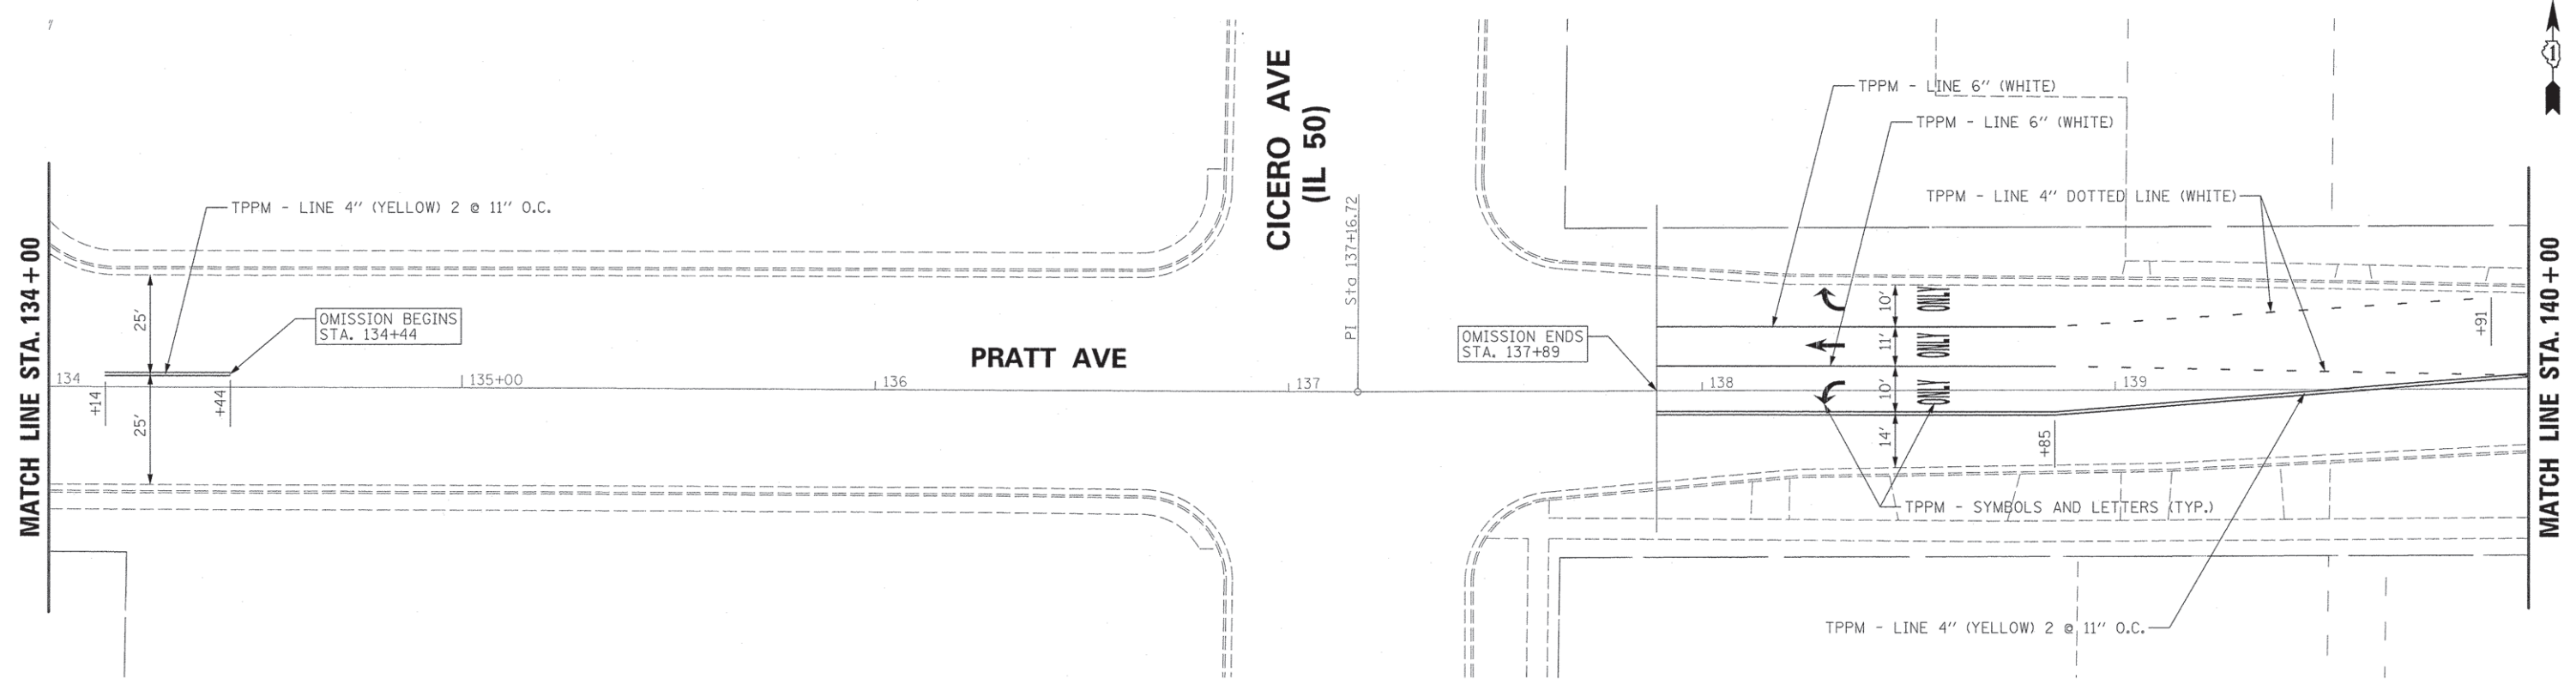 MATCH LINE STA. 134+00
TPPM - LINE 4" (YELLOW) 2 @ 11" O.C.
25'
25'
OMISSION BEGINS
STA. 134+44
134
+14
+44
135+00
136
PRATT AVE
CICERO AVE
(IL 50)
PI Sta 137+16.72
137
OMISSION ENDS
STA. 137+89
138
TPPM - LINE 6" (WHITE)
TPPM - LINE 6" (WHITE)
TPPM - LINE 4" DOTTED LINE (WHITE)
10'
ONLY
11'
ONLY
10'
ONLY
14'
+85
139
+91
TPPM - SYMBOLS AND LETTERS (TYP.)
TPPM - LINE 4" (YELLOW) 2 @ 11" O.C.
1
MATCH LINE STA. 140+00